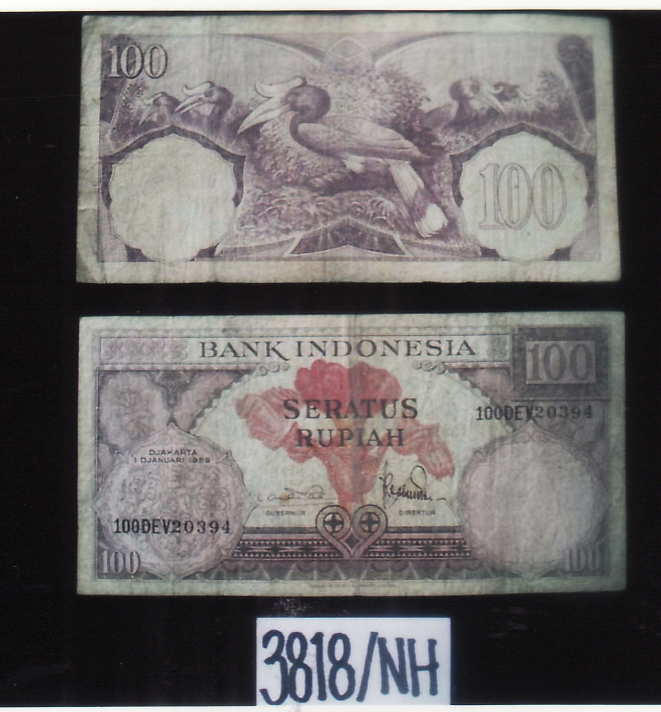 100
100
BANK INDONESIA
100
SERATUS
RUPIAH
100DEV20394
DJAKARTA
1 DJANUARI 1959
GUBERNUR
DIREKTUR
100DEV20394
100
100
3818/NH